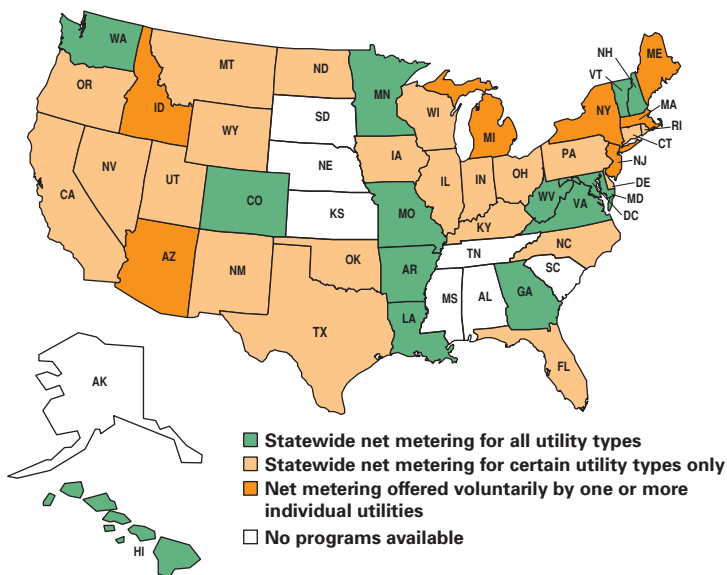 WA
MT
ND
MN
OR
ID
SD
WI
WY
MI
NH
VT
ME
NY
MA
RI
CT
NE
IA
PA
NJ
NV
UT
CO
IL
IN
OH
DE
MD
DC
WV
VA
CA
KS
MO
KY
AZ
NM
OK
AR
TN
NC
SC
MS
AL
GA
TX
LA
FL
AK
HI
Statewide net metering for all utility types
Statewide net metering for certain utility types only
Net metering offered voluntarily by one or more
individual utilities
No programs available